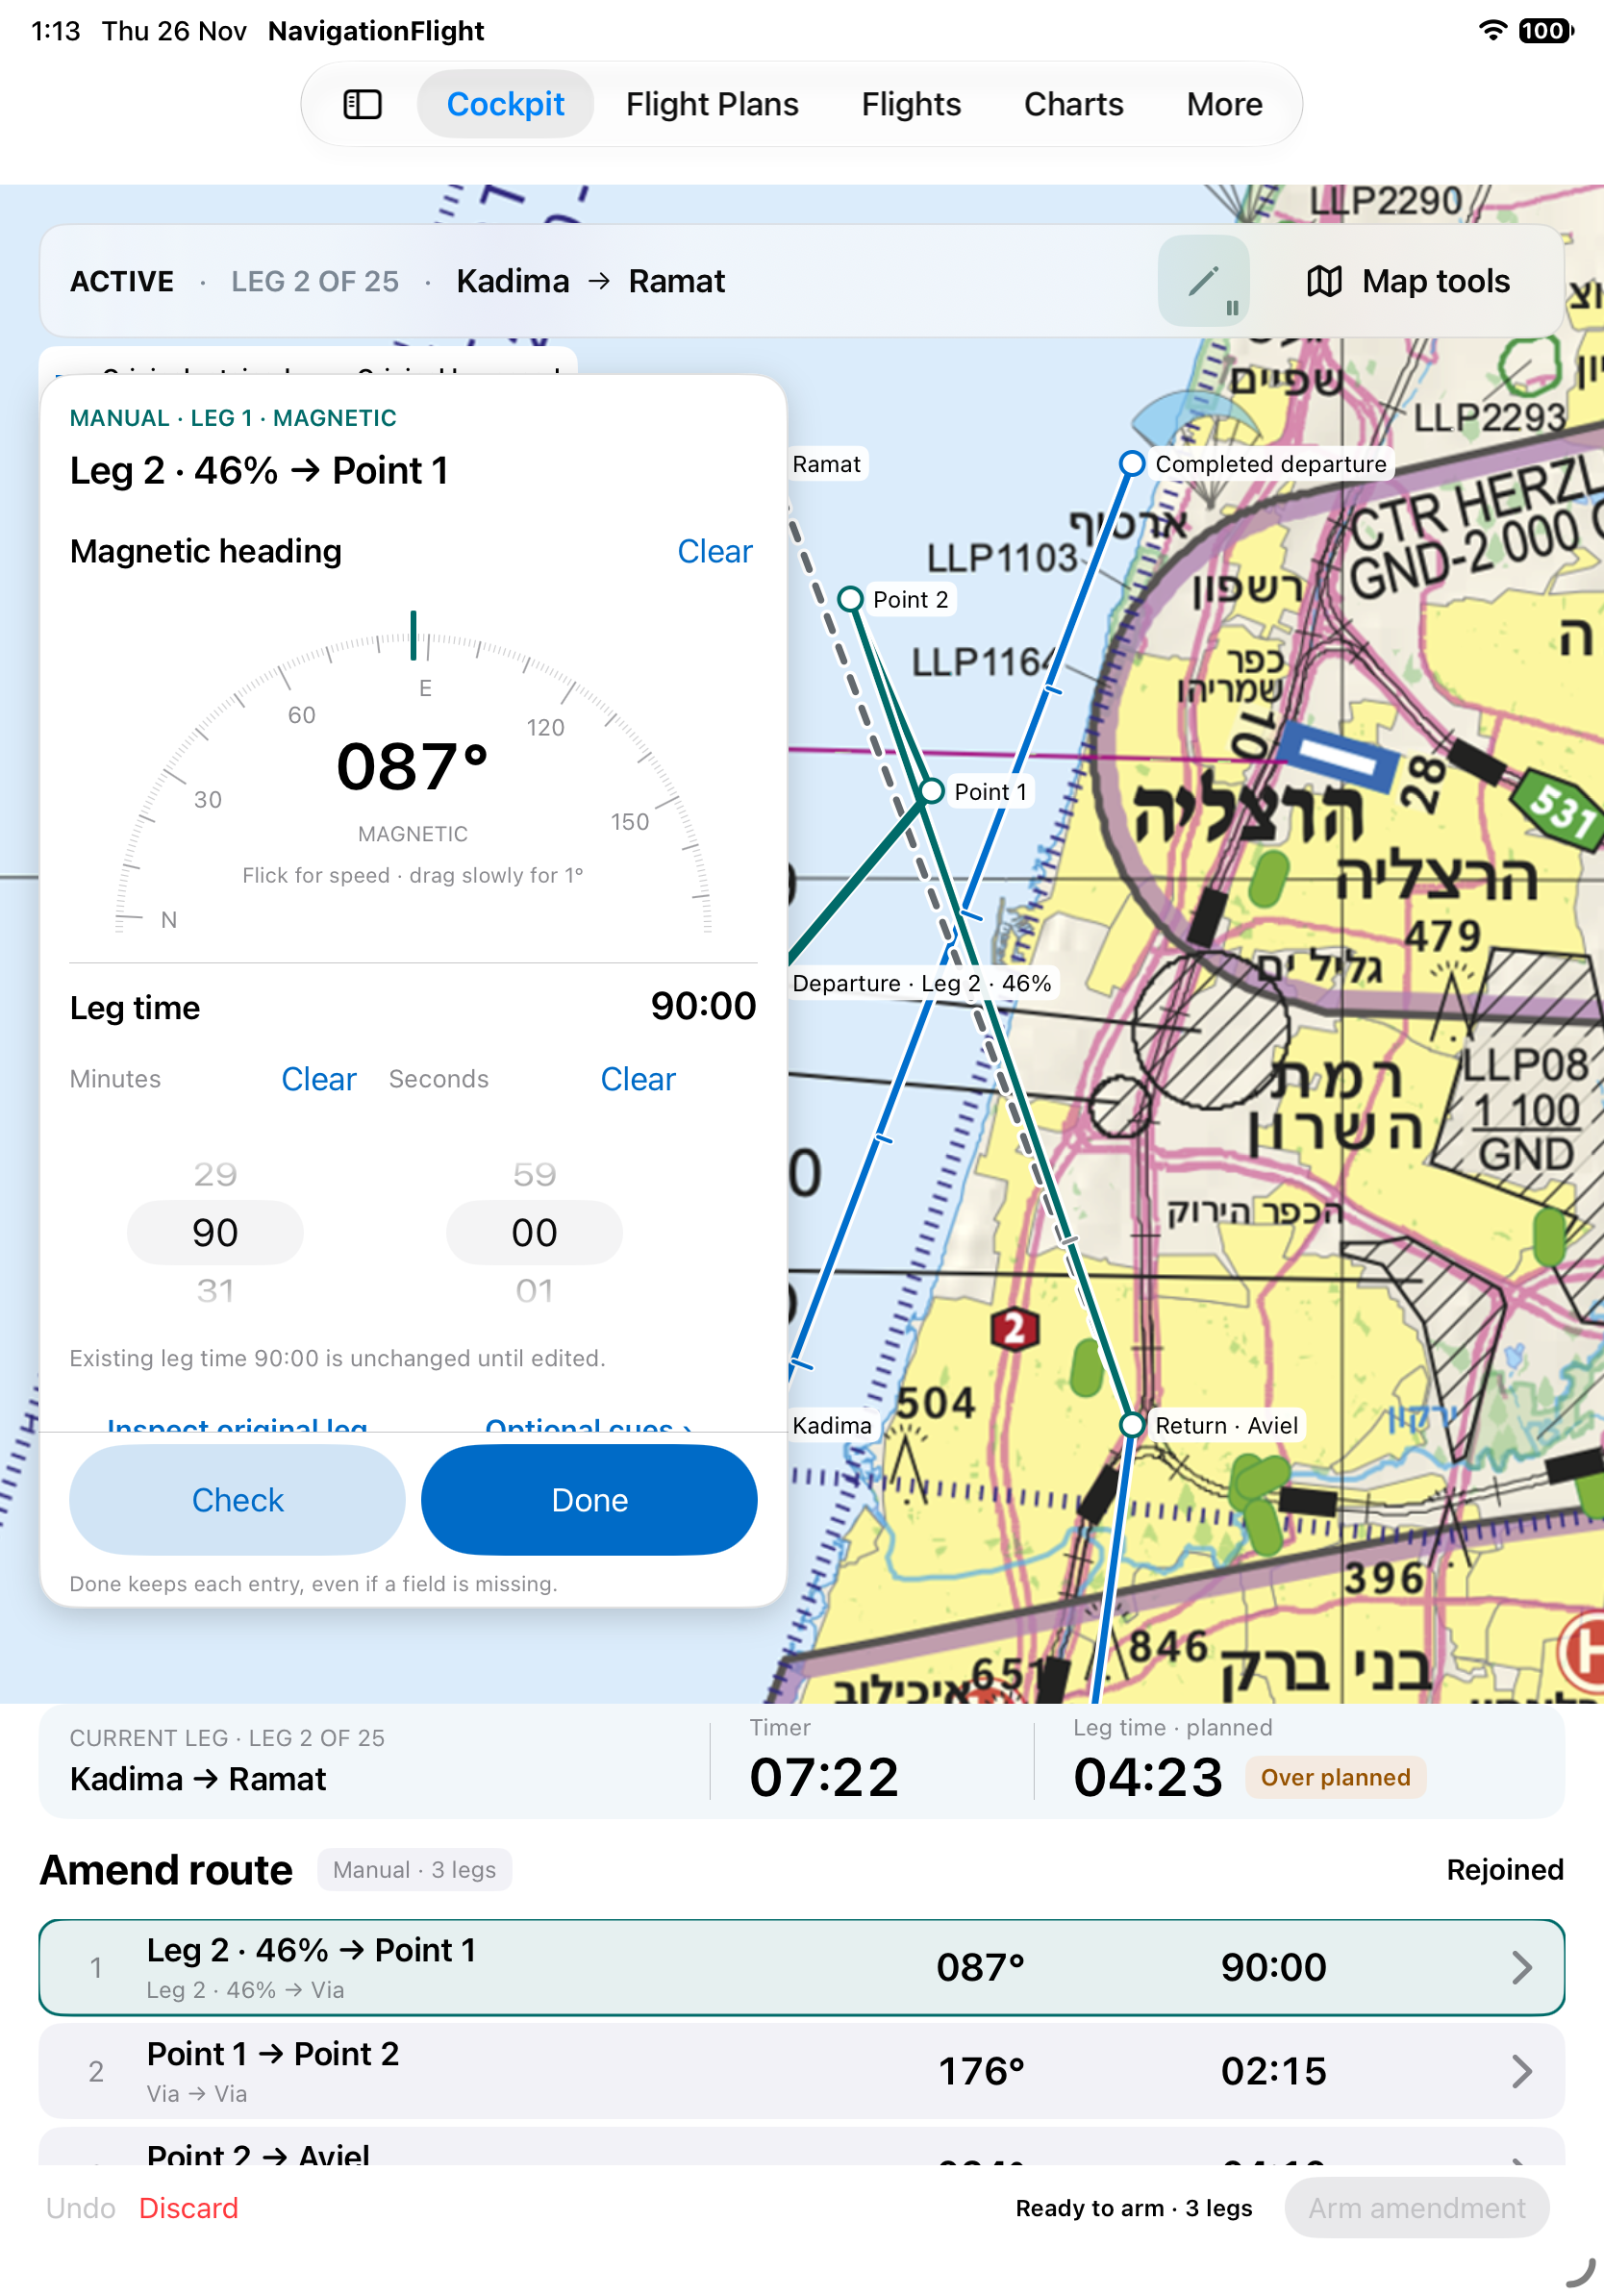 1:13 Thu 26 Nov NavigationFlight
100
Cockpit Flight Plans Flights Charts More
LLP2290
ACTIVE · LEG 2 OF 25 · Kadima → Ramat
Map tools
שפיים
LLP2293
MANUAL · LEG 1 · MAGNETIC
Leg 2 · 46% → Point 1
Magnetic heading Clear
E
60 120
087°
30 150
MAGNETIC
Flick for speed · drag slowly for 1°
N
Leg time 90:00
Minutes Clear Seconds Clear
29 59
90 00
31 01
Existing leg time 90:00 is unchanged until edited.
Inspect original leg Optional cues ›
Check Done
Done keeps each entry, even if a field is missing.
Ramat
Completed departure
CTR HERZL
GND-2 000
ארסוף
LLP1103
רשפון
Point 2
LLP1164
כפר
שמריהו
10
28
Point 1
הרצליה
531
הרצליה
479
גליל ים
Departure · Leg 2 · 46%
רמת
השרון
LLP08
1 100
GND
הכפר הירוק
2
504
Kadima
Return · Aviel
ירקון
396
846
651
בני ברק
איכילוב
H
CURRENT LEG · LEG 2 OF 25
Kadima → Ramat
Timer
07:22
Leg time · planned
04:23 Over planned
Amend route Manual · 3 legs Rejoined
1 Leg 2 · 46% → Point 1 087° 90:00
Leg 2 · 46% → Via
2 Point 1 → Point 2 176° 02:15
Via → Via
Point 2 → Aviel
Undo Discard Ready to arm · 3 legs Arm amendment